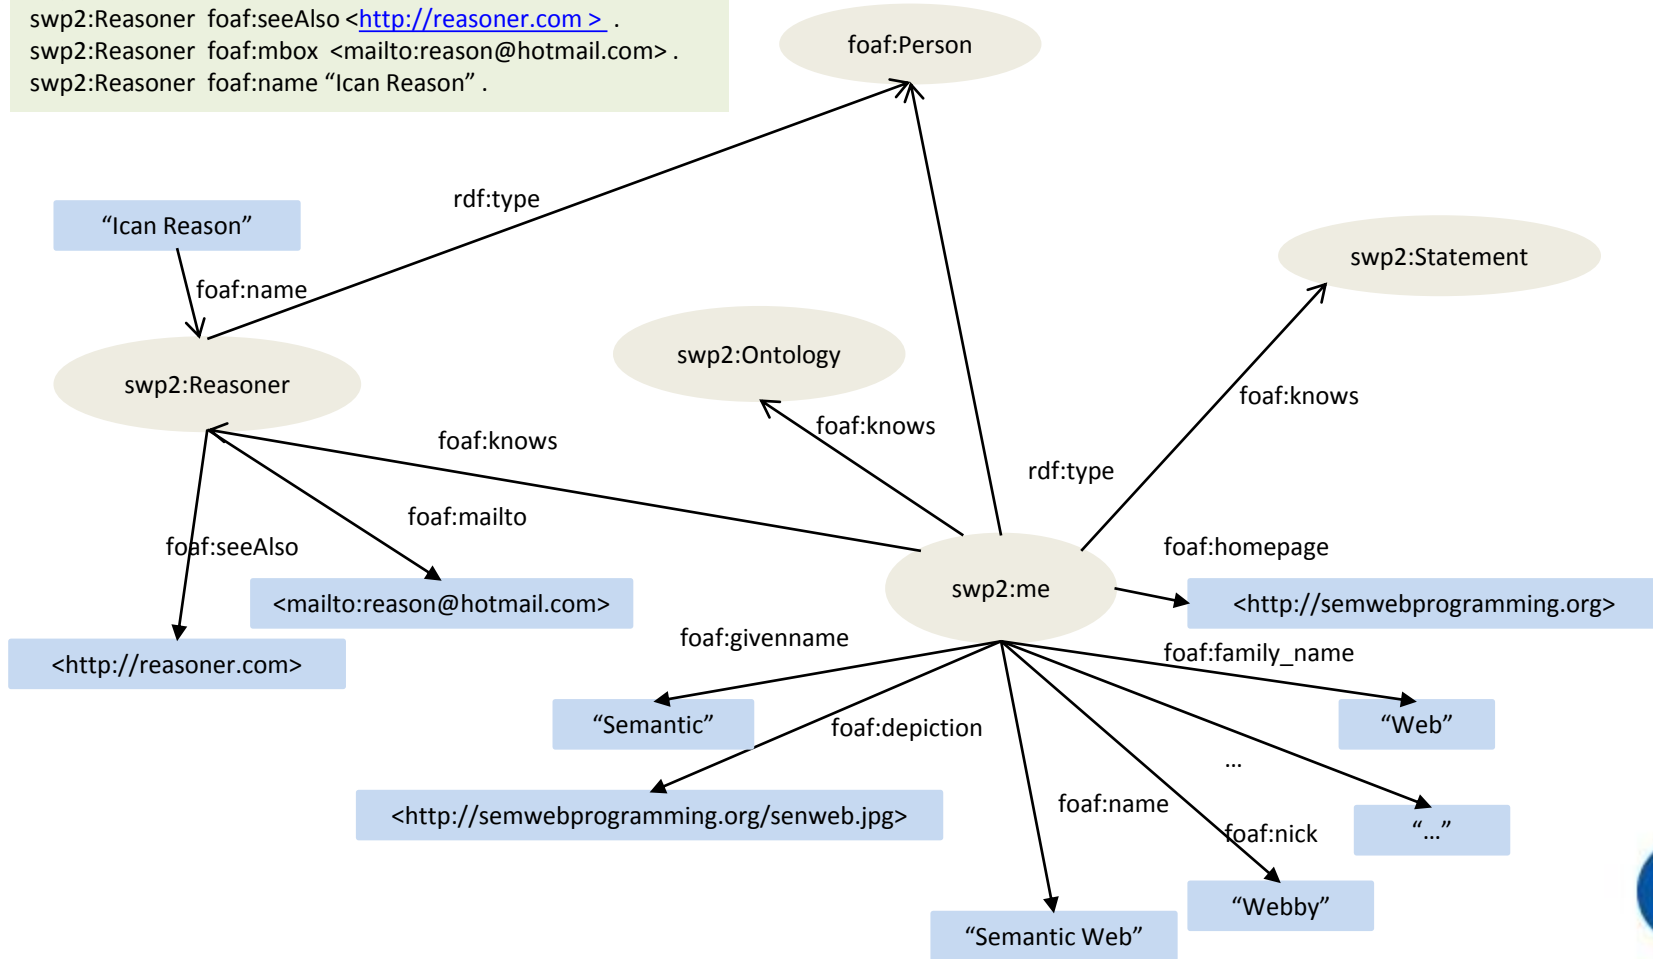 swp2:Reasoner foaf:seeAlso <http://reasoner.com > .
swp2:Reasoner foaf:mbox <mailto:reason@hotmail.com> .
swp2:Reasoner foaf:name “Ican Reason” .
foaf:Person
rdf:type
“Ican Reason”
swp2:Statement
foaf:name
swp2:Ontology
swp2:Reasoner
foaf:knows
foaf:knows
foaf:knows
rdf:type
foaf:mailto
foaf:seeAlso
foaf:homepage
swp2:me
<mailto:reason@hotmail.com>
<http://semwebprogramming.org>
foaf:givenname
foaf:family_name
<http://reasoner.com>
“Semantic”
foaf:depiction
“Web”
...
<http://semwebprogramming.org/senweb.jpg>
foaf:name
foaf:nick
“...”
“Webby”
“Semantic Web”